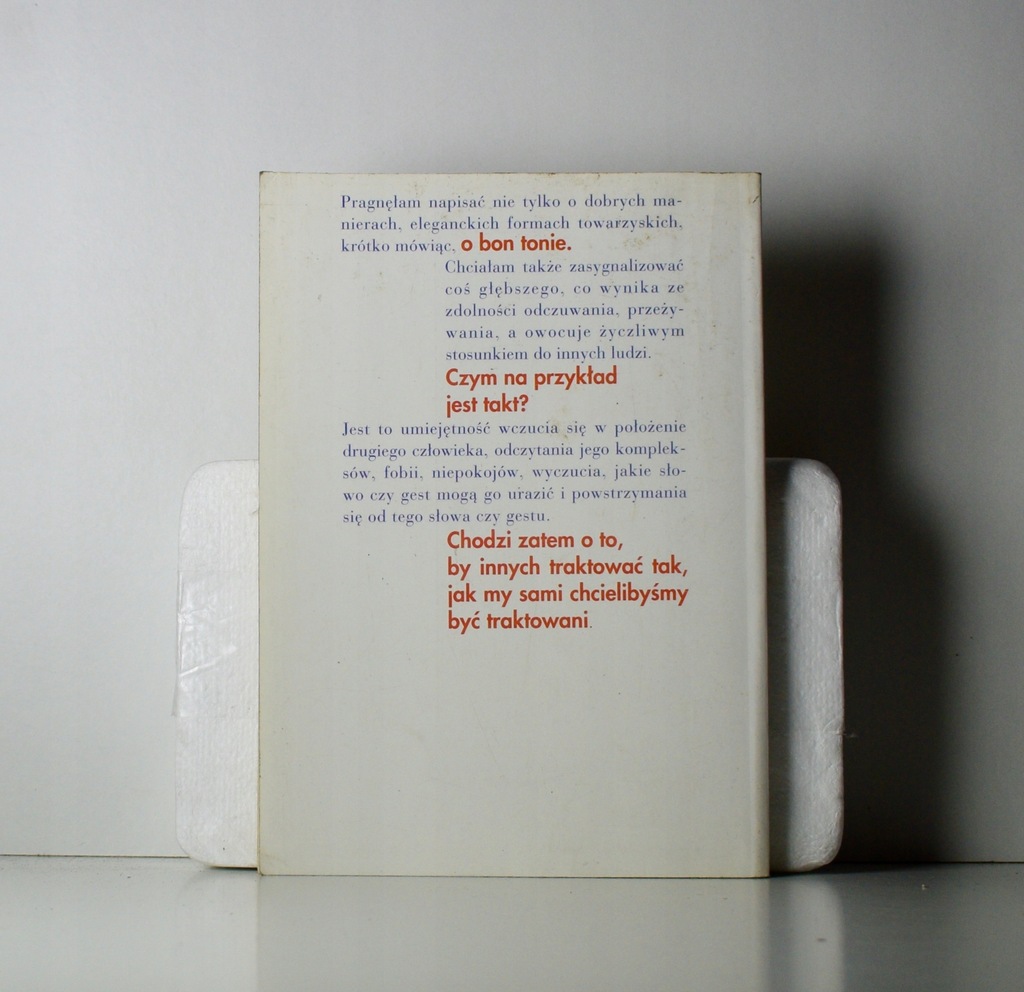 Pragnęłam napisać nie tylko o dobrych ma-
nierach, eleganckich formach towarzyskich,
krótko mówiąc, o bon tonie.
Chciałam także zasygnalizować
coś głębszego, co wynika ze
zdolności odczuwania, przeży-
wania, a owocuje życzliwym
stosunkiem do innych ludzi.
Czym na przykład
jest takt?
Jest to umiejętność wczucia się w położenie
drugiego człowieka, odczytania jego komplek-
sów, fobii, niepokojów, wyczucia, jakie sło-
wo czy gest mogą go urazić i powstrzymania
się od tego słowa czy gestu.
Chodzi zatem o to,
by innych traktować tak,
jak my sami chcielibyśmy
być traktowani.